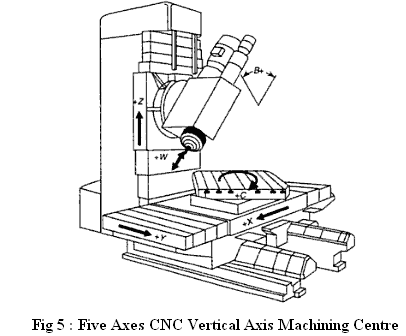 B+
+Z
+W
+C
+X
+Y
Fig 5 : Five Axes CNC Vertical Axis Machining Centre